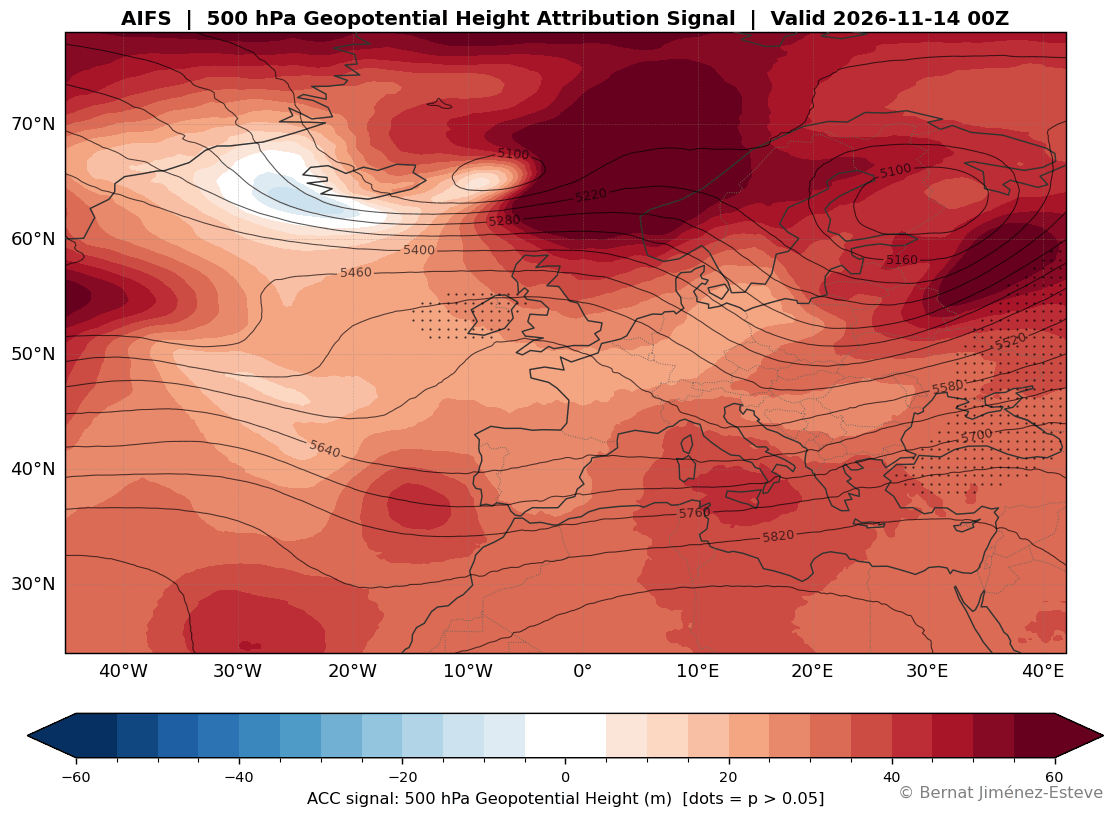 AIFS | 500 hPa Geopotential Height Attribution Signal | Valid 2026-11-14 00Z
70°N
60°N
50°N
40°N
30°N
5100
5220
5280
5400
5460
5100
5160
5520
5580
5700
5640
5760
5820
40°W 30°W 20°W 10°W 0° 10°E 20°E 30°E 40°E
−60 −40 −20 0 20 40 60
ACC signal: 500 hPa Geopotential Height (m) [dots = p > 0.05]
© Bernat Jiménez-Esteve